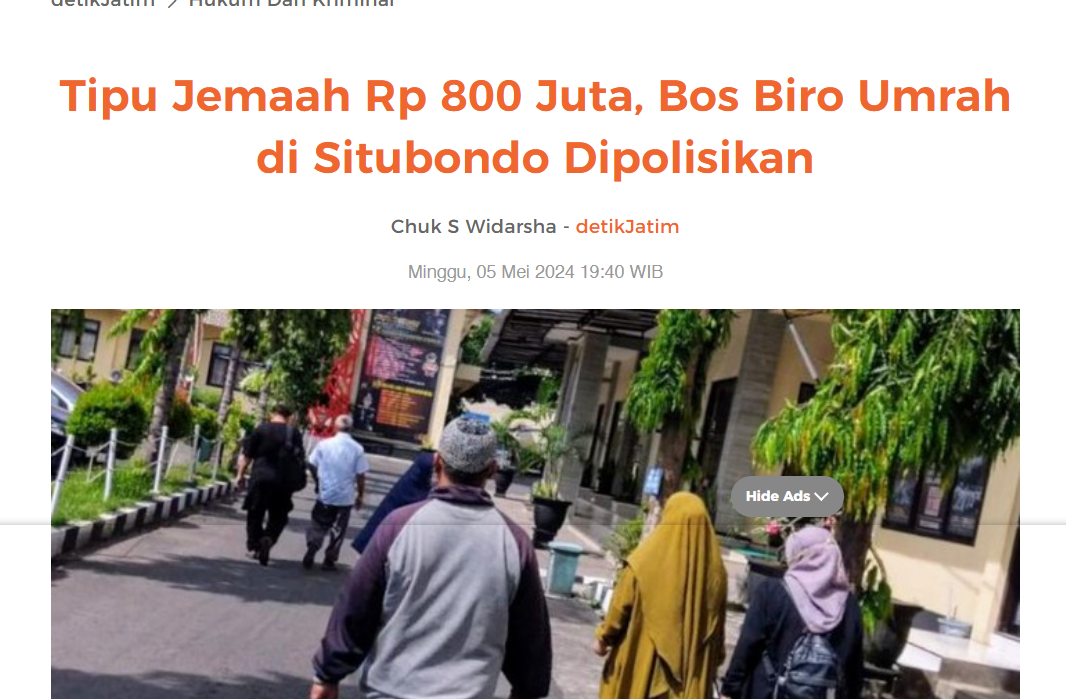 detikJatim > Hukum Dan Kriminal
Tipu Jemaah Rp 800 Juta, Bos Biro Umrah
di Situbondo Dipolisikan
Chuk S Widarsha - detikJatim
Minggu, 05 Mei 2024 19:40 WIB
Hide Ads